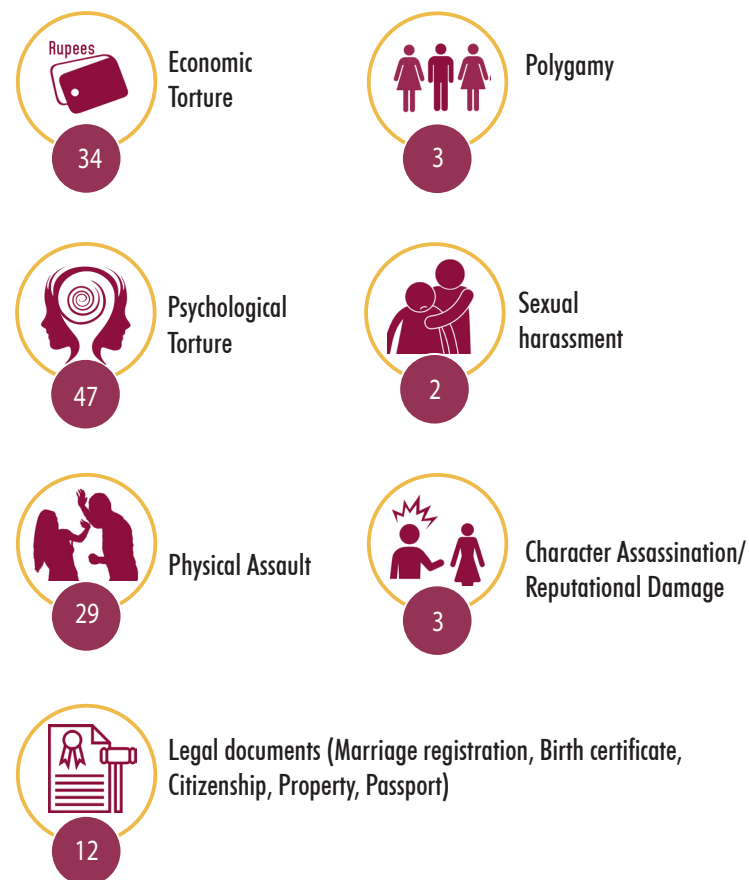 Rupees
Economic
Torture
34
Polygamy
3
Psychological
Torture
47
Sexual
harassment
2
Physical Assault
29
Character Assassination/
Reputational Damage
3
Legal documents (Marriage registration, Birth certificate,
Citizenship, Property, Passport)
12